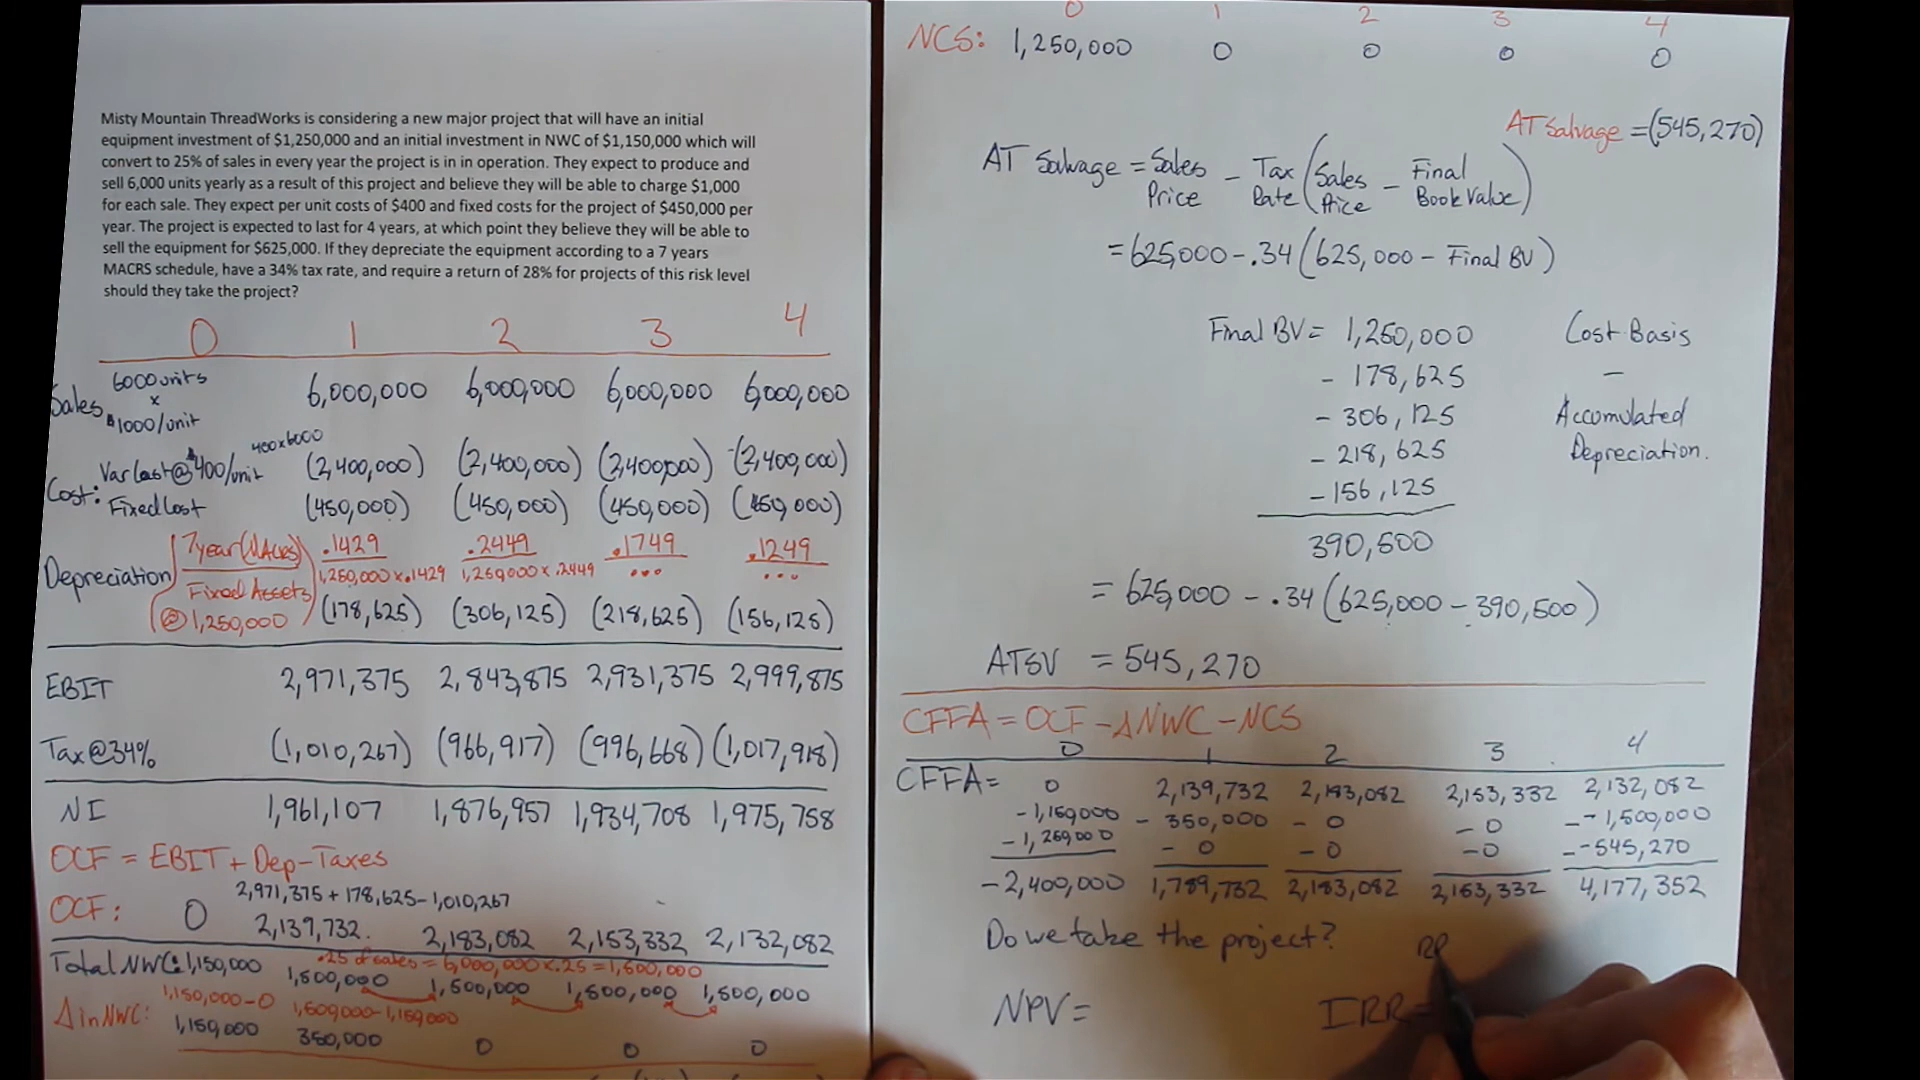 Misty Mountain ThreadWorks is considering a new major project that will have an initial
equipment investment of $1,250,000 and an initial investment in NWC of $1,150,000 which will
convert to 25% of sales in every year the project is in in operation. They expect to produce and
sell 6,000 units yearly as a result of this project and believe they will be able to charge $1,000
for each sale. They expect per unit costs of $400 and fixed costs for the project of $450,000 per
year. The project is expected to last for 4 years, at which point they believe they will be able to
sell the equipment for $625,000. If they depreciate the equipment according to a 7 years
MACRS schedule, have a 34% tax rate, and require a return of 28% for projects of this risk level
should they take the project?
0 1 2 3 4
Sales 6000 units x $1000/unit 6,000,000 6,000,000 6,000,000 6,000,000
400x6000
Cost: Var Cost @ $400/unit (2,400,000) (2,400,000) (2,400,000) (2,400,000)
Fixed Cost (450,000) (450,000) (450,000) (450,000)
7 year (MACRS) .1429 .2449 .1749 .1249
Depreciation Fixed Assets 1,250,000 x .1429 1,250,000 x .2449 ... ...
@ 1,250,000 (178,625) (306,125) (218,625) (156,125)
EBIT 2,971,375 2,843,875 2,931,375 2,999,875
Tax @ 34% (1,010,267) (966,917) (996,668) (1,017,918)
NI 1,961,107 1,876,957 1,934,708 1,975,758
OCF = EBIT + Dep - Taxes
2,971,375 + 178,625 - 1,010,267
OCF: 0 2,139,732 2,183,082 2,153,332 2,132,082
.25 of sales = 6,000,000 x .25 = 1,500,000
Total NWC: 1,150,000 1,500,000 1,500,000 1,500,000 1,500,000
1,150,000-0 1,500,000-1,150,000
Δ in NWC: 1,150,000 350,000 0 0 0
0 1 2 3 4
NCS: 1,250,000 0 0 0 0
AT Salvage = (545,270)
AT Salvage = Sales Price - Tax Rate (Sales Price - Final Book Value)
= 625,000 - .34 (625,000 - Final BV)
Final BV = 1,250,000 Cost Basis
- 178,625 -
- 306,125 Accumulated
- 218,625 Depreciation.
- 156,125
390,500
= 625,000 - .34 (625,000 - 390,500)
ATSV = 545,270
CFFA = OCF - ΔNWC - NCS
0 1 2 3 4
CFFA = 0 2,139,732 2,183,082 2,153,332 2,132,082
-1,150,000 - 350,000 - 0 - 0 - -1,500,000
-1,250,000 - 0 - 0 - 0 - -545,270
-2,400,000 1,789,732 2,183,082 2,153,332 4,177,352
Do we take the project?
RR
NPV = IRR =